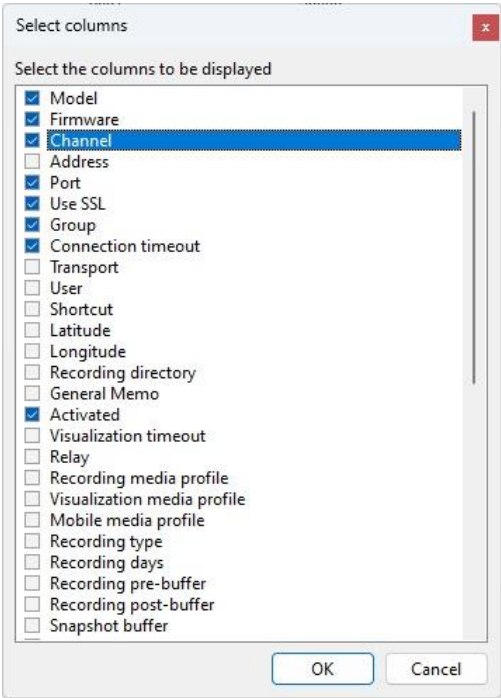 Select columns
x
Select the columns to be displayed
Model
Firmware
Channel
Address
Port
Use SSL
Group
Connection timeout
Transport
User
Shortcut
Latitude
Longitude
Recording directory
General Memo
Activated
Visualization timeout
Relay
Recording media profile
Visualization media profile
Mobile media profile
Recording type
Recording days
Recording pre-buffer
Recording post-buffer
Snapshot buffer
OK Cancel